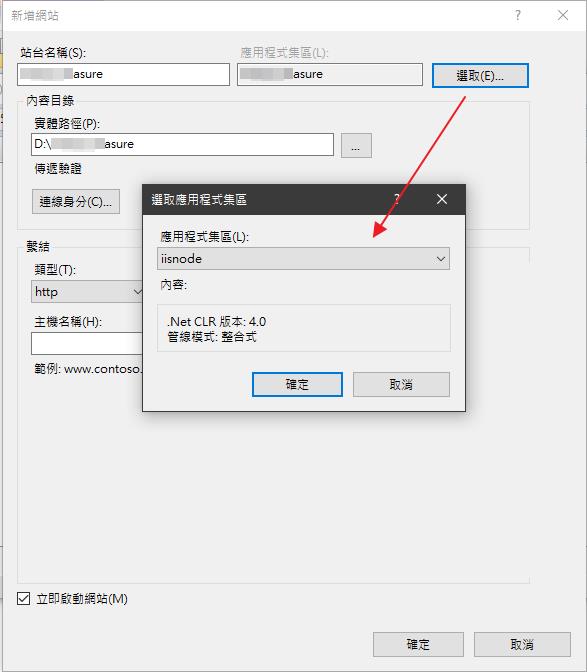 新增網站
?
站台名稱(S):
應用程式集區(L):
asure
asure
選取(E)...
內容目錄
實體路徑(P):
D:\ asure
...
傳遞驗證
連線身分(C)...
選取應用程式集區
?
應用程式集區(L):
iisnode
內容:
.Net CLR 版本: 4.0
管線模式: 整合式
確定
取消
繫結
類型(T):
http
主機名稱(H):
範例: www.contoso.
立即啟動網站(M)
確定
取消